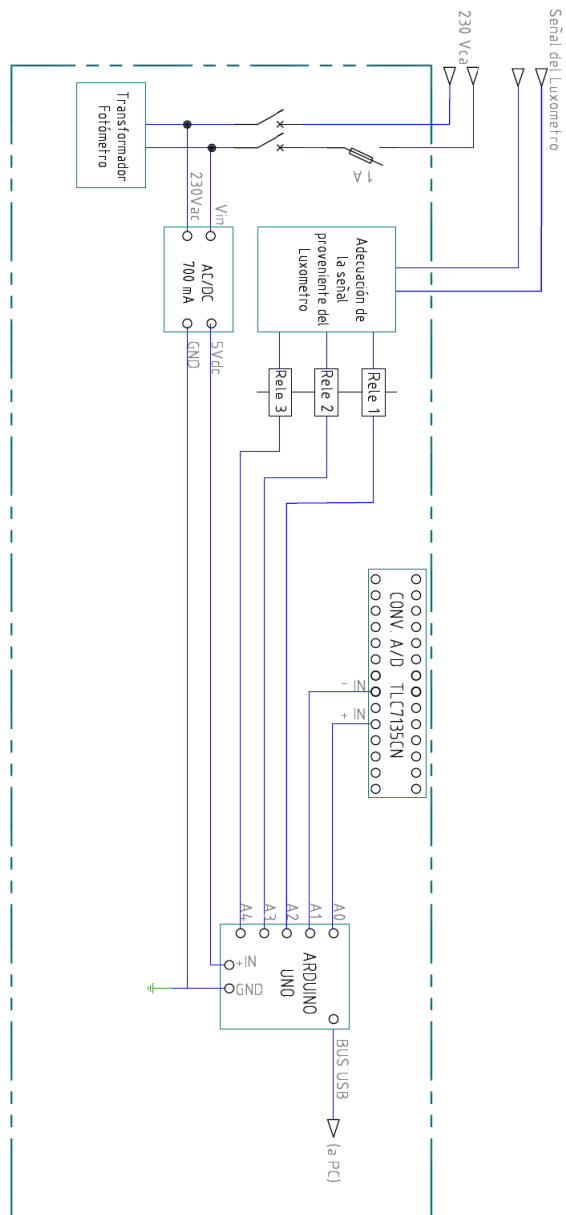 Señal del Luxometro
230 Vca
1 A
Transformador
Fotómetro
230Vac
Vin
AC/DC
700 mA
GND
5Vdc
Adecuación de
la señal
proveniente del
Luxometro
Rele 1
Rele 2
Rele 3
CONV. A/D TLC7135CN
- IN
+ IN
A0
A1
A2
A3
A4
ARDUINO
UNO
+IN
GND
BUS USB
(a PC)